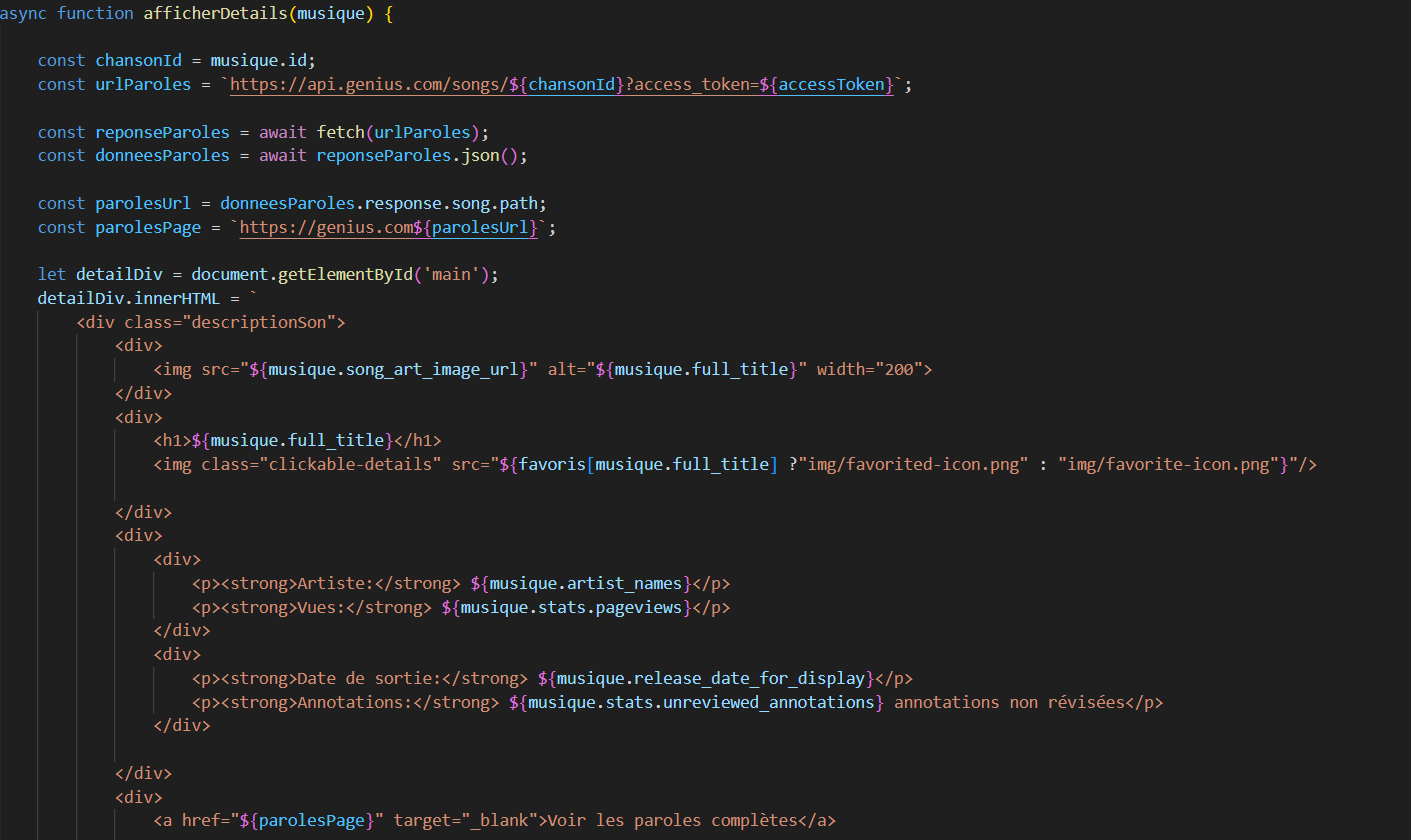 async function afficherDetails(musique) {
const chansonId = musique.id;
const urlParoles = `https://api.genius.com/songs/${chansonId}?access_token=${accessToken}`;
const reponseParoles = await fetch(urlParoles);
const donneesParoles = await reponseParoles.json();
const parolesUrl = donneesParoles.response.song.path;
const parolesPage = `https://genius.com${parolesUrl}`;
let detailDiv = document.getElementById('main');
detailDiv.innerHTML = `
<div class="descriptionSon">
<div>
<img src="${musique.song_art_image_url}" alt="${musique.full_title}" width="200">
</div>
<div>
<h1>${musique.full_title}</h1>
<img class="clickable-details" src="${favoris[musique.full_title] ?"img/favorited-icon.png" : "img/favorite-icon.png"}"/>
</div>
<div>
<div>
<p><strong>Artiste:</strong> ${musique.artist_names}</p>
<p><strong>Vues:</strong> ${musique.stats.pageviews}</p>
</div>
<div>
<p><strong>Date de sortie:</strong> ${musique.release_date_for_display}</p>
<p><strong>Annotations:</strong> ${musique.stats.unreviewed_annotations} annotations non révisées</p>
</div>
</div>
<div>
<a href="${parolesPage}" target="_blank">Voir les paroles complètes</a>